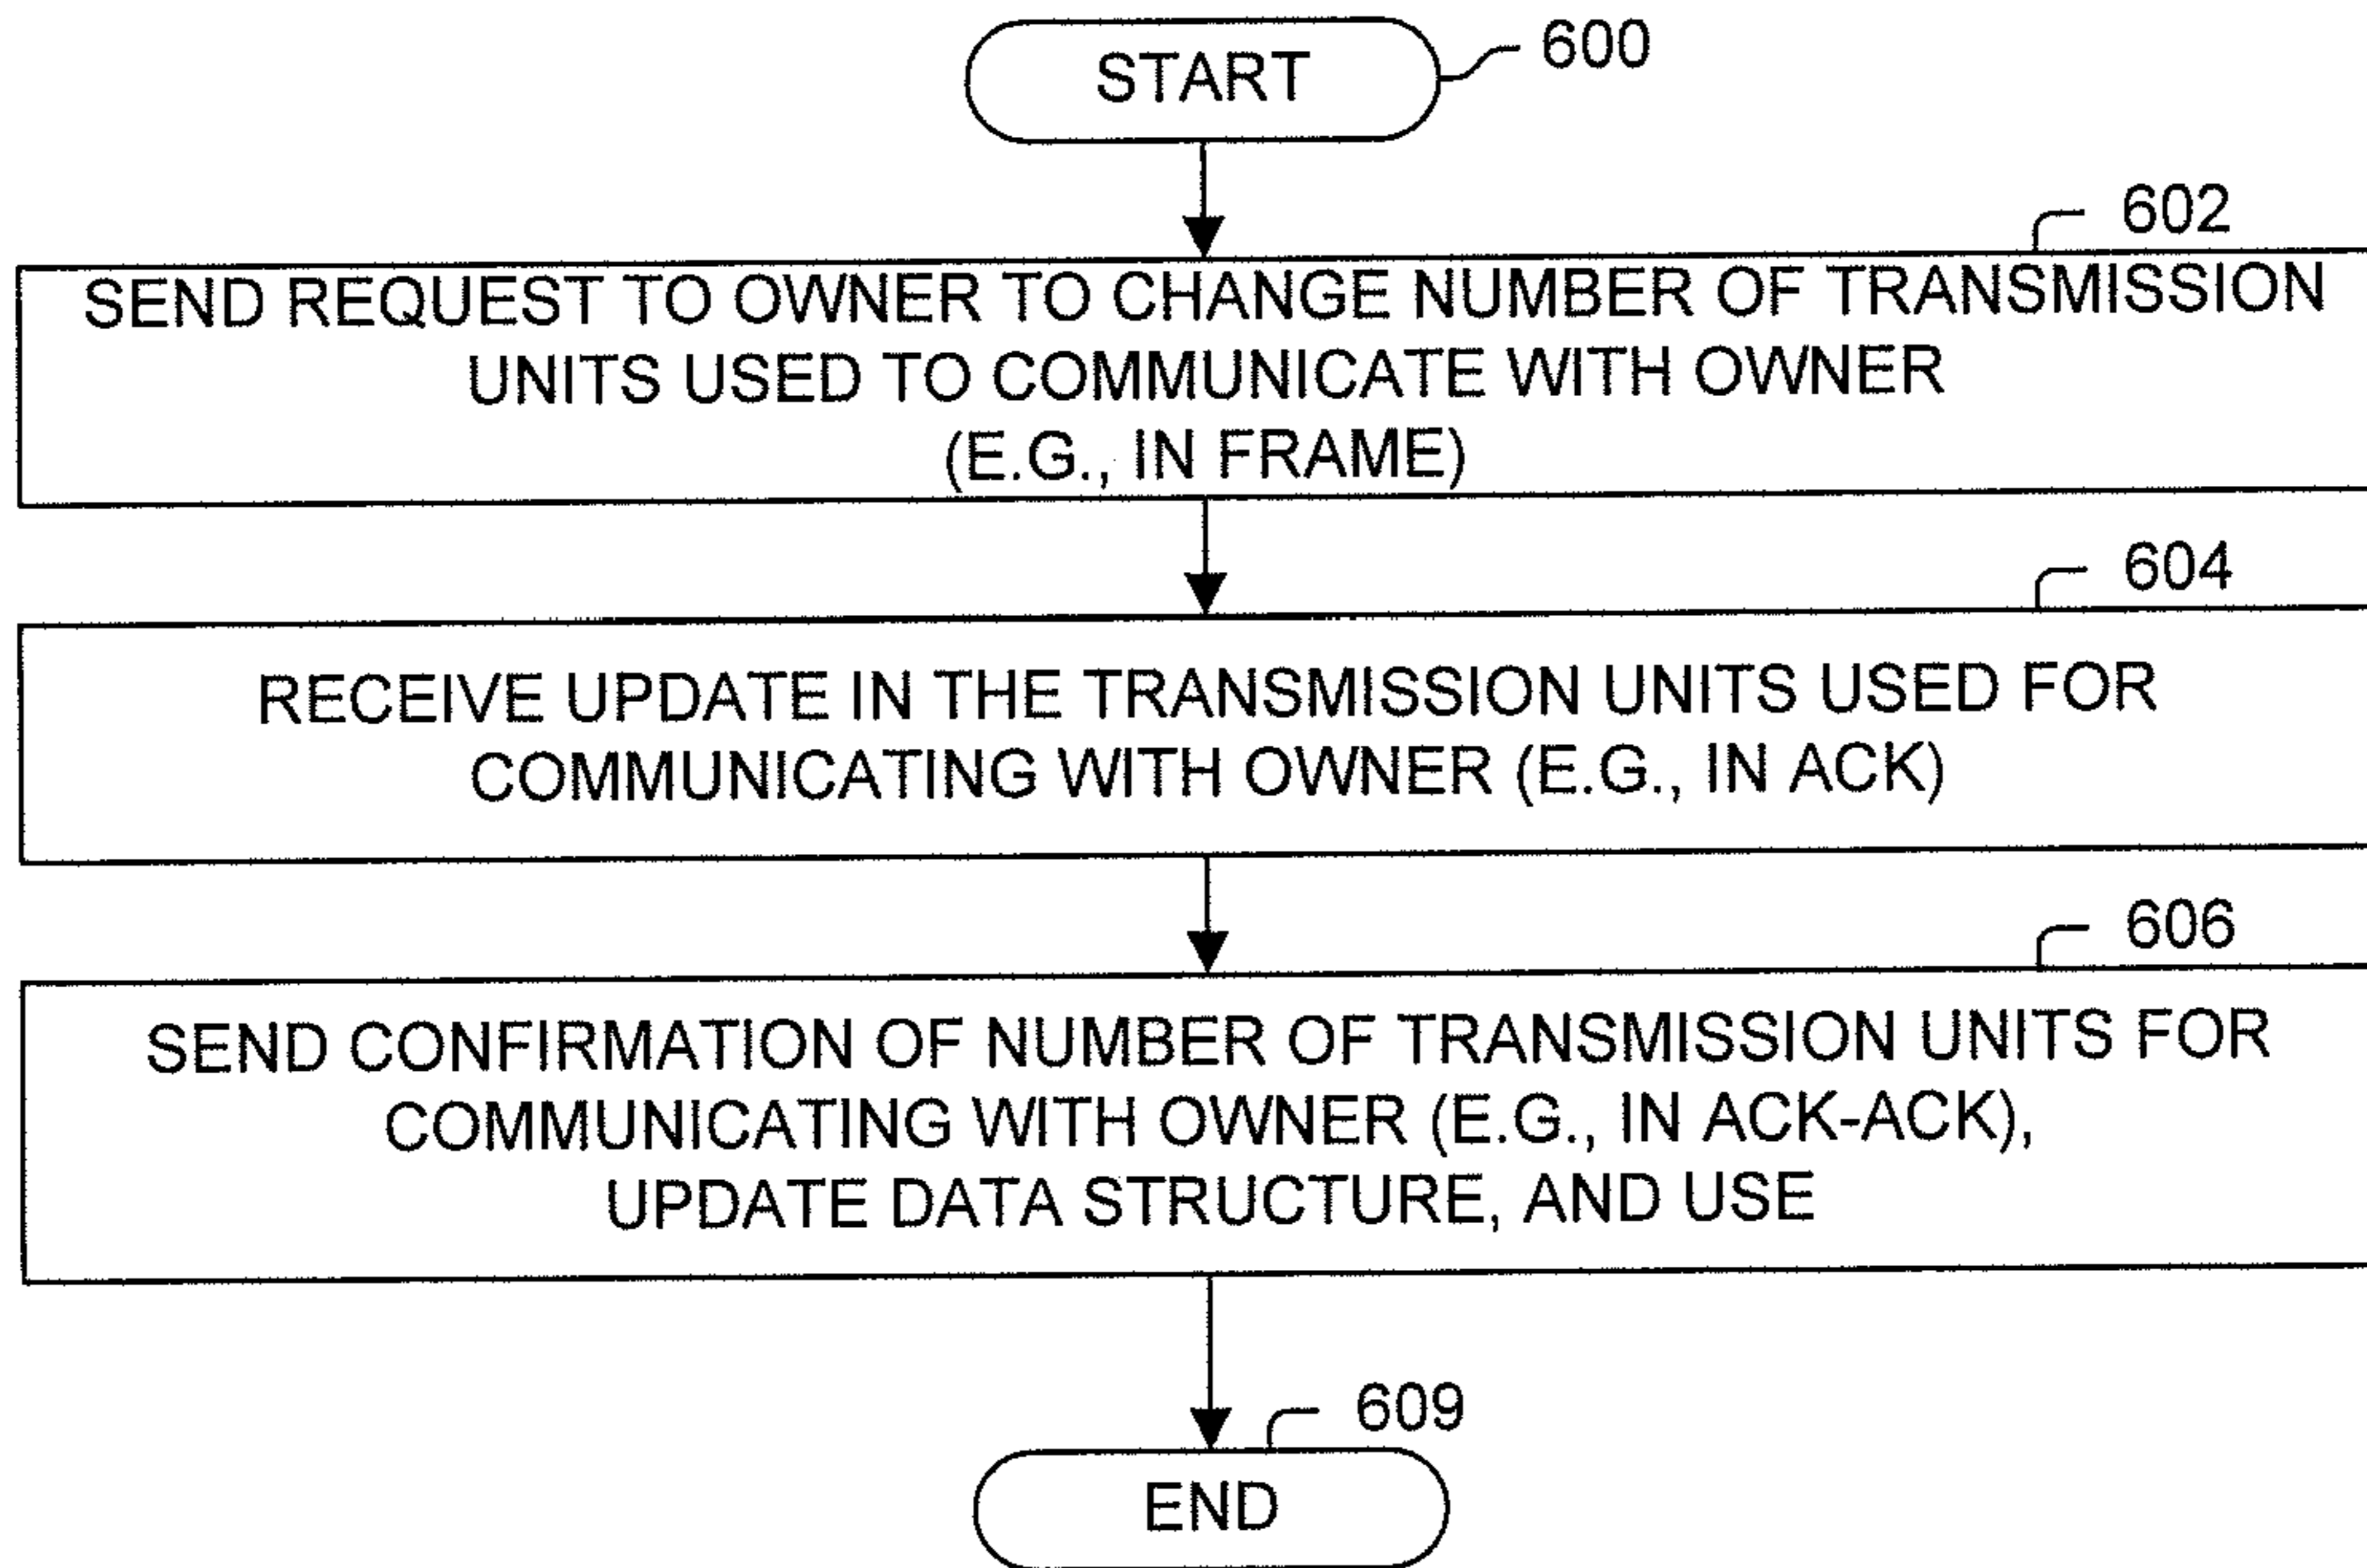 START
600
602
SEND REQUEST TO OWNER TO CHANGE NUMBER OF TRANSMISSION
UNITS USED TO COMMUNICATE WITH OWNER
(E.G., IN FRAME)
604
RECEIVE UPDATE IN THE TRANSMISSION UNITS USED FOR
COMMUNICATING WITH OWNER (E.G., IN ACK)
606
SEND CONFIRMATION OF NUMBER OF TRANSMISSION UNITS FOR
COMMUNICATING WITH OWNER (E.G., IN ACK-ACK),
UPDATE DATA STRUCTURE, AND USE
609
END